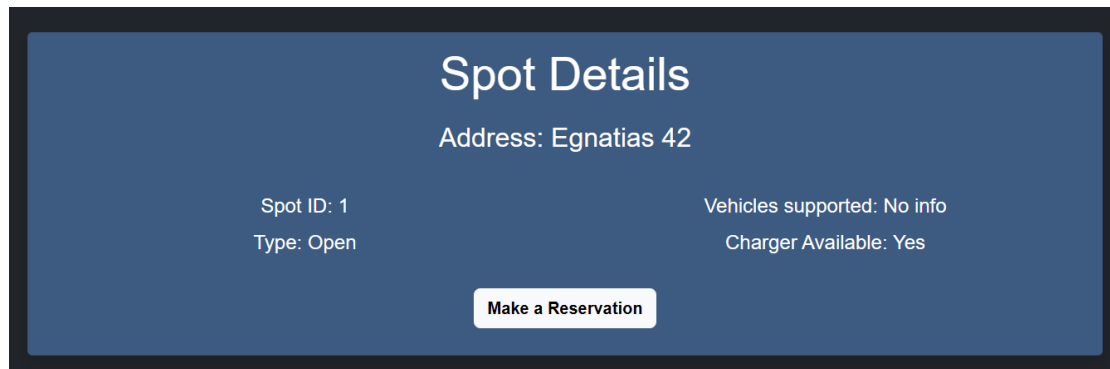 Spot Details
Address: Egnatias 42
Spot ID: 1
Vehicles supported: No info
Type: Open
Charger Available: Yes
Make a Reservation